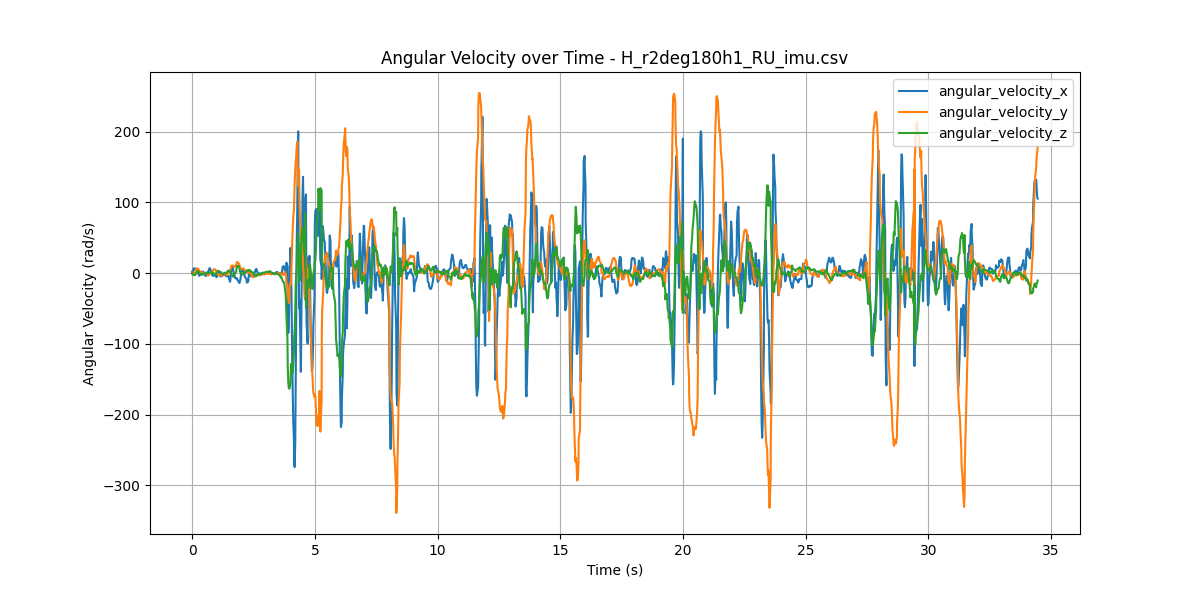 Angular Velocity over Time - H_r2deg180h1_RU_imu.csv
angular_velocity_x
angular_velocity_y
angular_velocity_z
Angular Velocity (rad/s)
200
100
0
−100
−200
−300
0 5 10 15 20 25 30 35
Time (s)